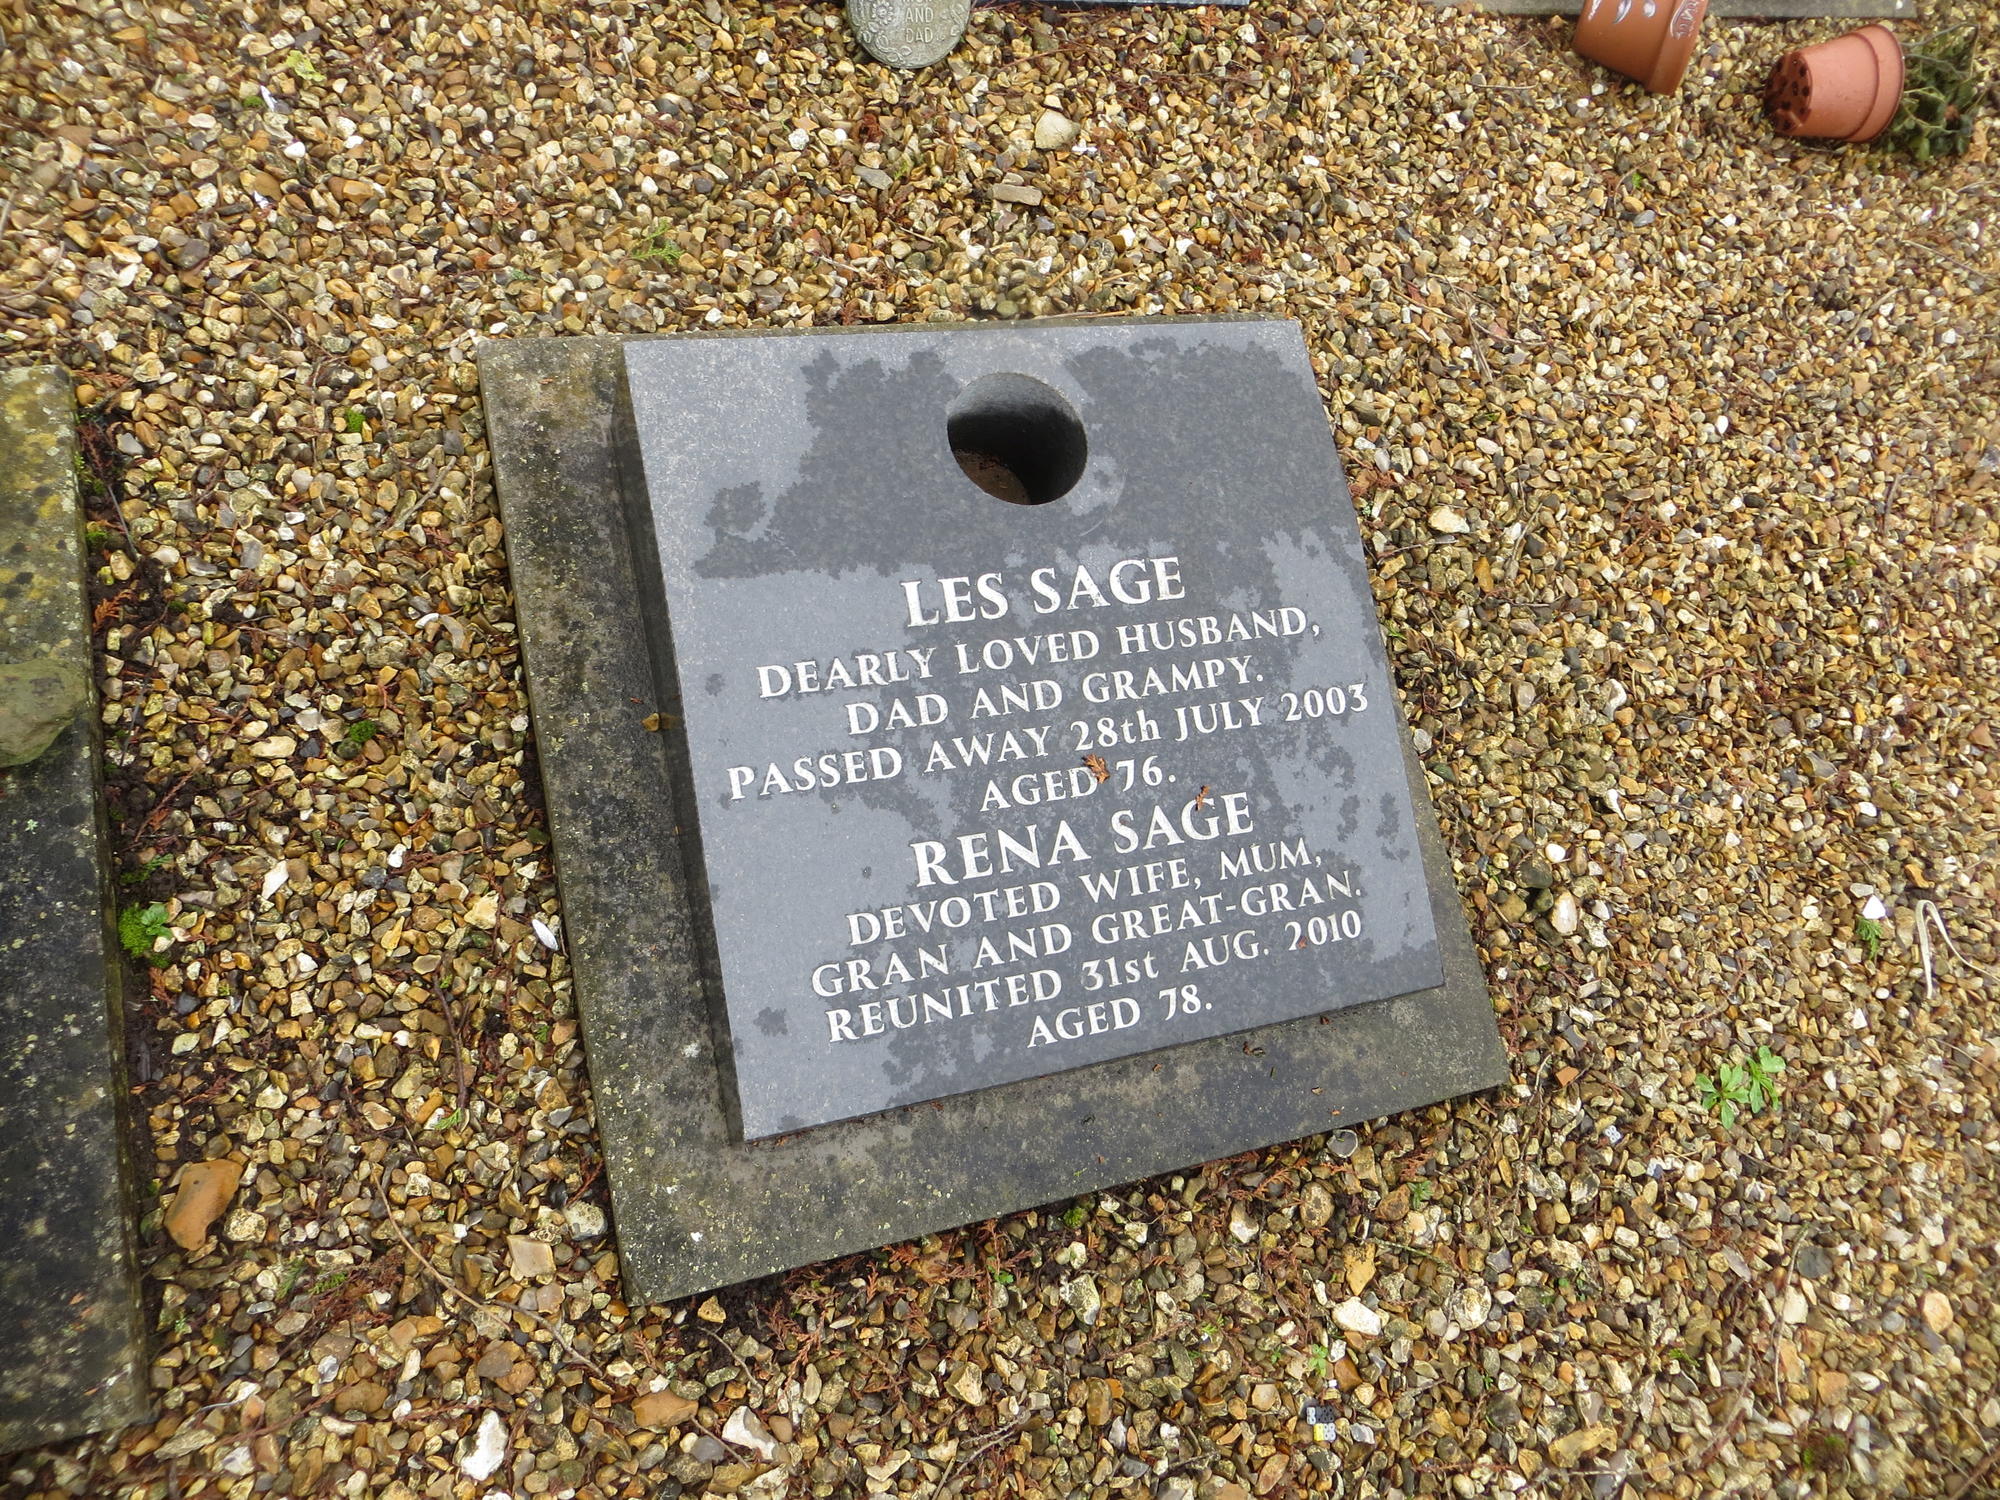 AND
DAD
LES SAGE
DEARLY LOVED HUSBAND,
DAD AND GRAMPY.
PASSED AWAY 28th JULY 2003
AGED 76.
RENA SAGE
DEVOTED WIFE, MUM,
GRAN AND GREAT-GRAN.
REUNITED 31st AUG. 2010
AGED 78.